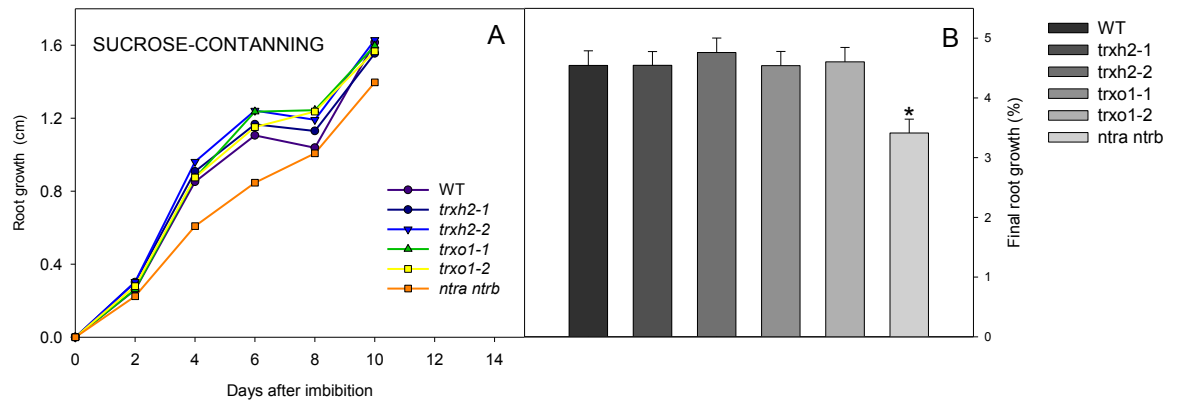 SUCROSE-CONTANNING
A
Root growth (cm)
1.6
1.2
0.8
0.4
0.0
0 2 4 6 8 10 12 14
Days after imbibition
WT
trxh2-1
trxh2-2
trxo1-1
trxo1-2
ntra ntrb
B
*
5
4
3
2
1
0
Final root growth (%)
WT
trxh2-1
trxh2-2
trxo1-1
trxo1-2
ntra ntrb